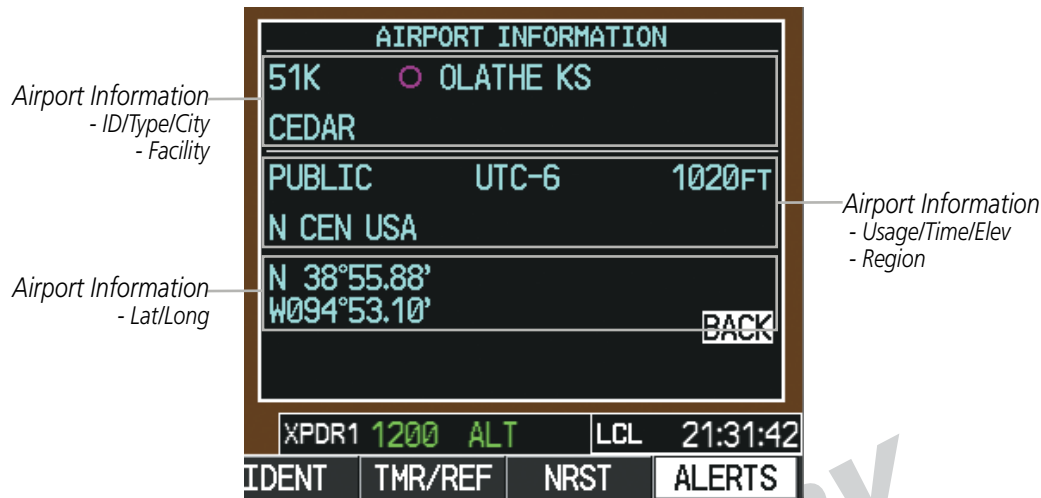 AIRPORT INFORMATION
51K OLATHE KS
CEDAR
PUBLIC UTC-6 1020FT
N CEN USA
N 38°55.88'
W094°53.10'
BACK
XPDR1 1200 ALT LCL 21:31:42
IDENT TMR/REF NRST ALERTS
Airport Information
- ID/Type/City
- Facility
Airport Information
- Usage/Time/Elev
- Region
Airport Information
- Lat/Long